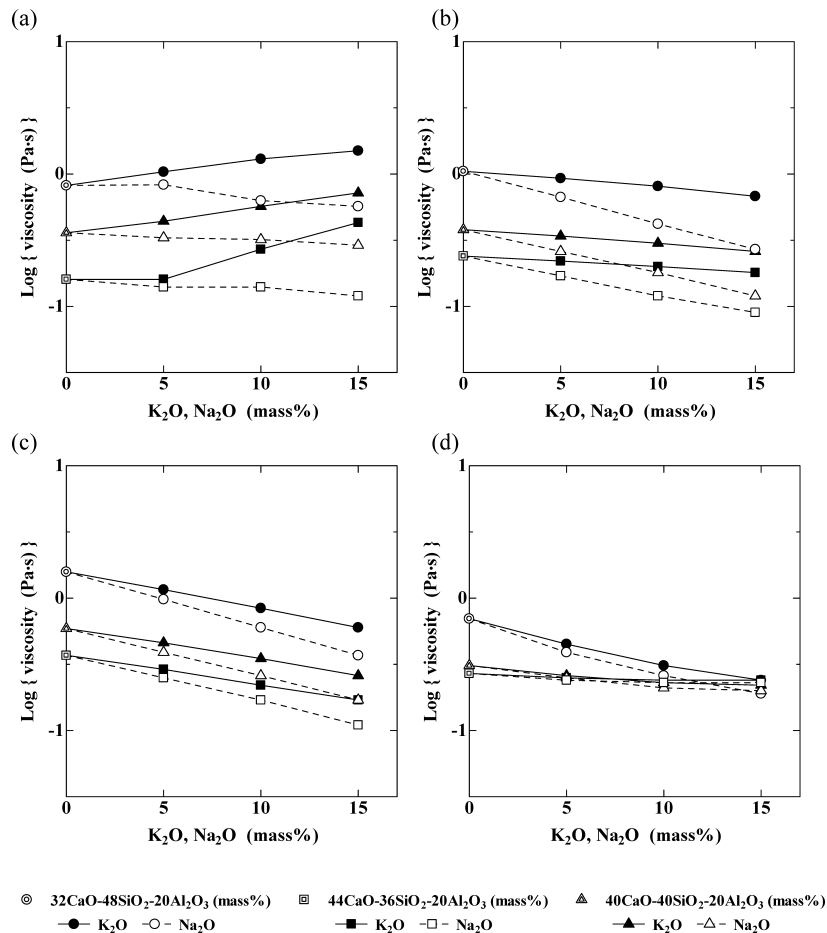 (a)
1
0
-1
Log { viscosity (Pa·s) }
0 5 10 15
K₂O, Na₂O (mass%)
(b)
1
0
-1
Log { viscosity (Pa·s) }
0 5 10 15
K₂O, Na₂O (mass%)
(c)
1
0
-1
Log { viscosity (Pa·s) }
0 5 10 15
K₂O, Na₂O (mass%)
(d)
1
0
-1
Log { viscosity (Pa·s) }
0 5 10 15
K₂O, Na₂O (mass%)
32CaO-48SiO₂-20Al₂O₃ (mass%) 44CaO-36SiO₂-20Al₂O₃ (mass%) 40CaO-40SiO₂-20Al₂O₃ (mass%)
K₂O Na₂O K₂O Na₂O K₂O Na₂O